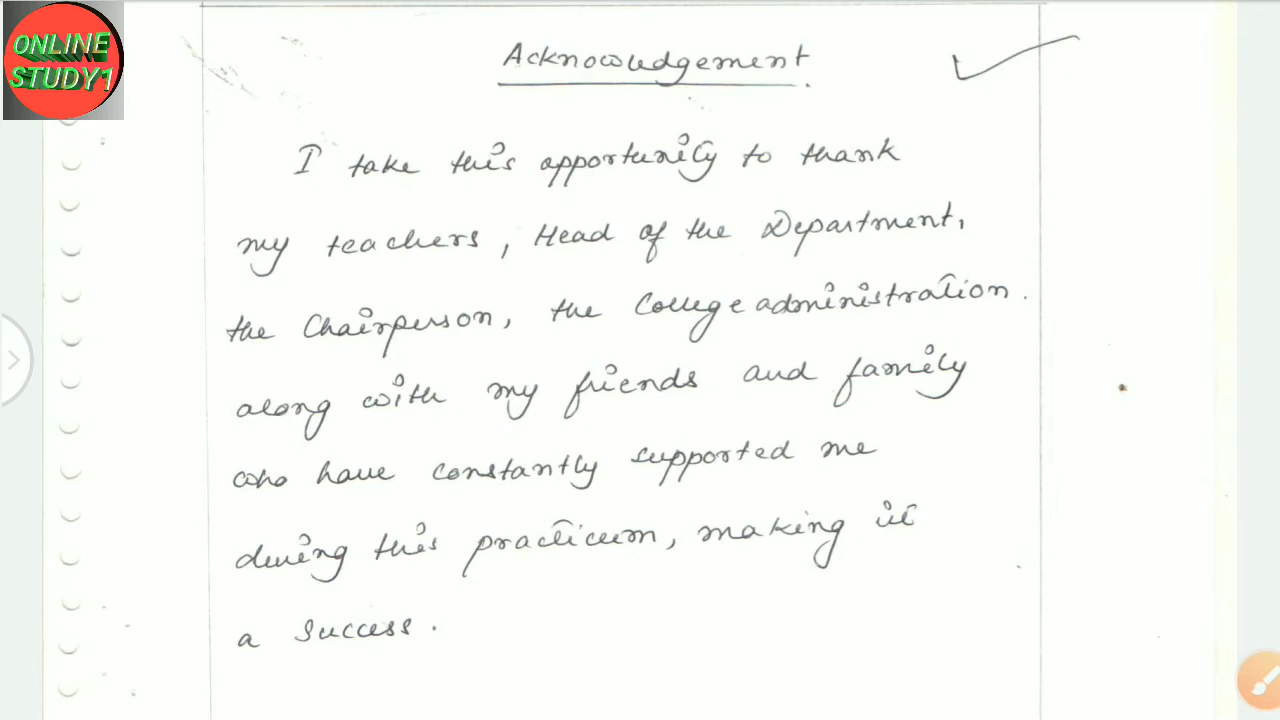 ONLINE
STUDY1
Acknowledgement.
I take this opportunity to thank
my teachers, Head of the Department,
the Chairperson, the College administration.
along with my friends and family
who have constantly supported me
during this practicum, making it
a success.